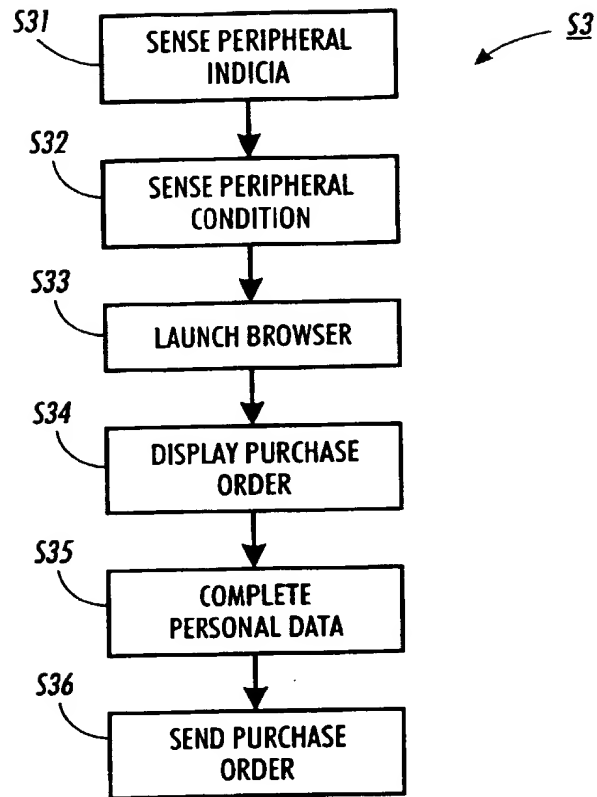 S31
SENSE PERIPHERAL
INDICIA
S3
S32
SENSE PERIPHERAL
CONDITION
S33
LAUNCH BROWSER
S34
DISPLAY PURCHASE
ORDER
S35
COMPLETE
PERSONAL DATA
S36
SEND PURCHASE
ORDER